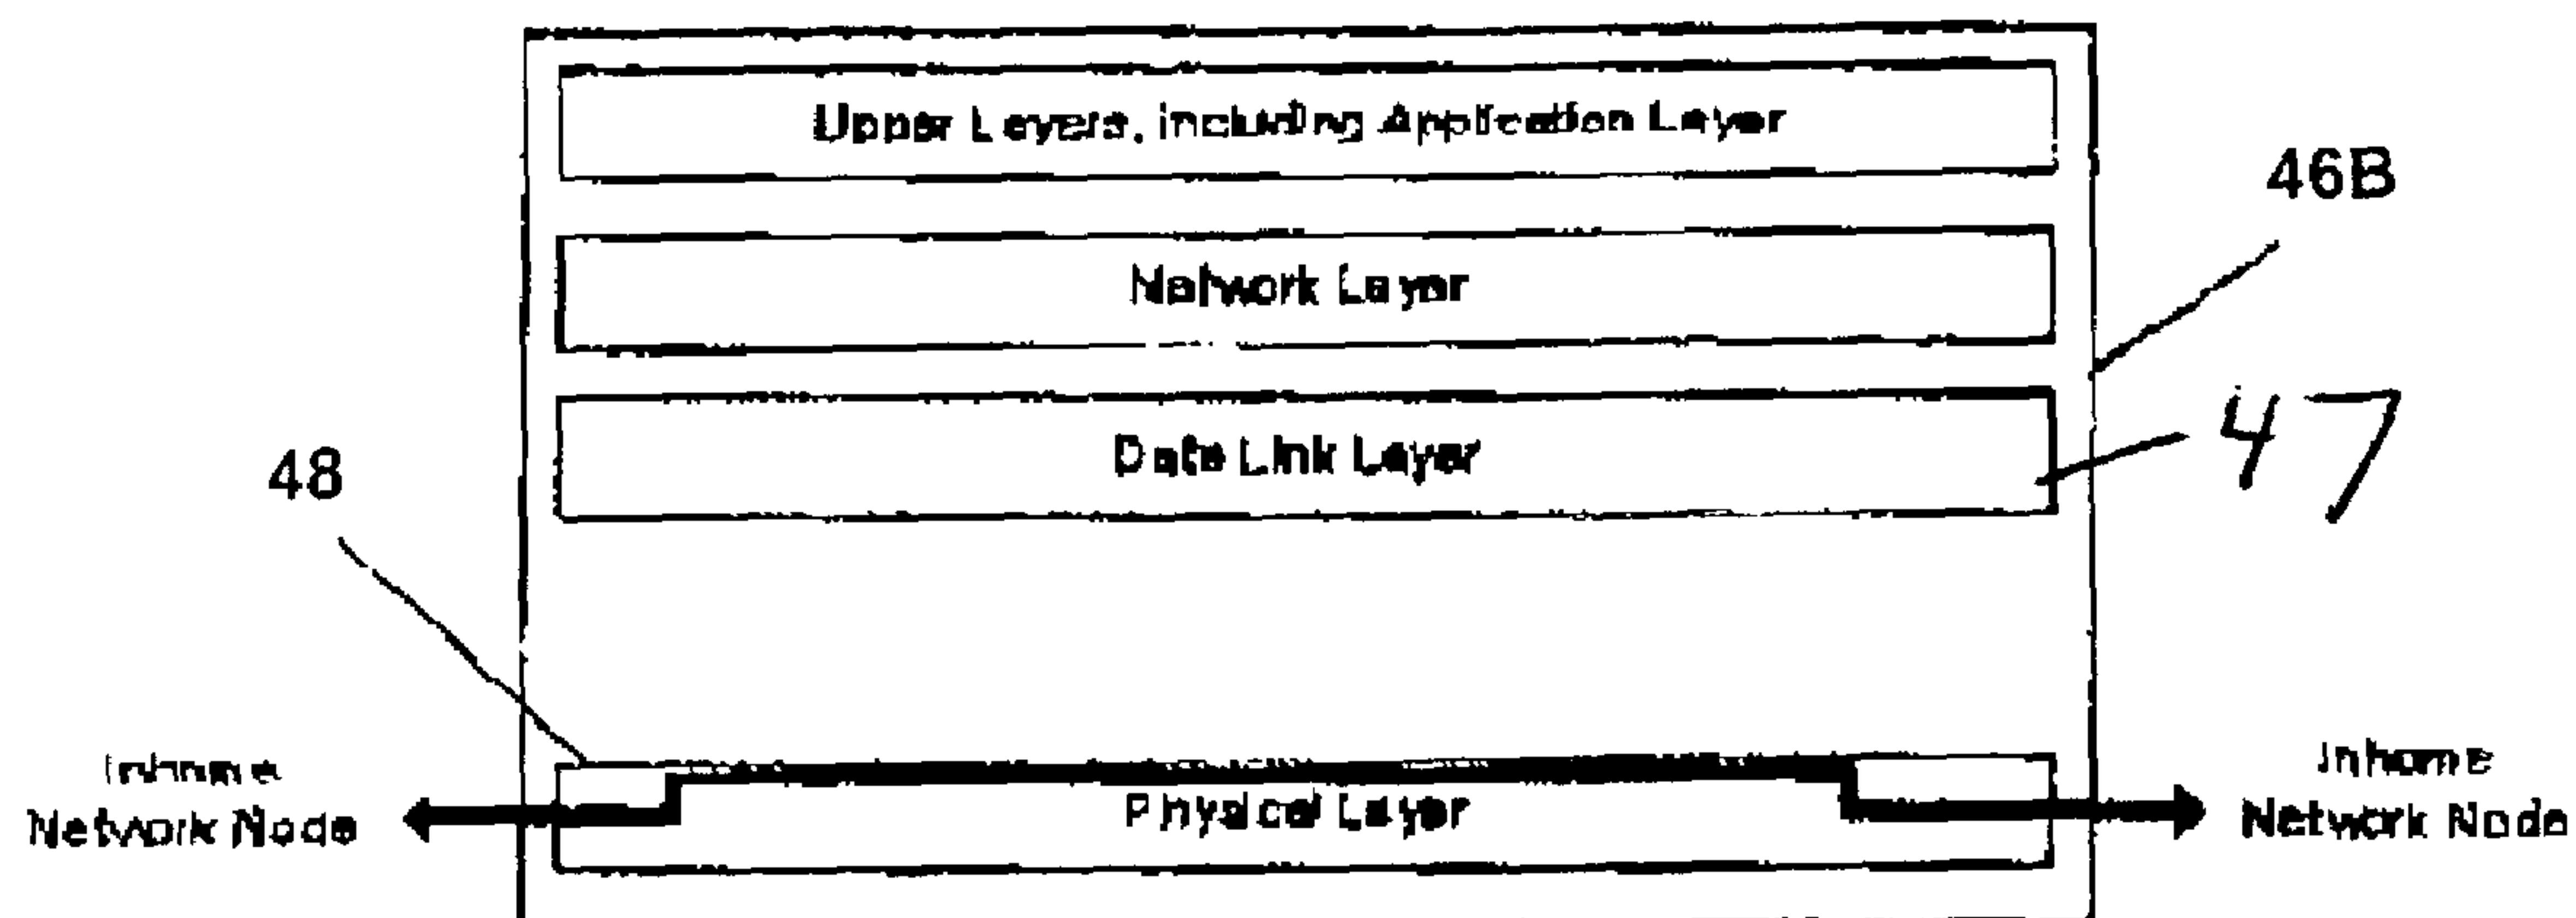 Upper Layers, including Application Layer
46B
Network Layer
Data Link Layer
47
48
Inhome
Network Node
Physical Layer
Inhome
Network Node